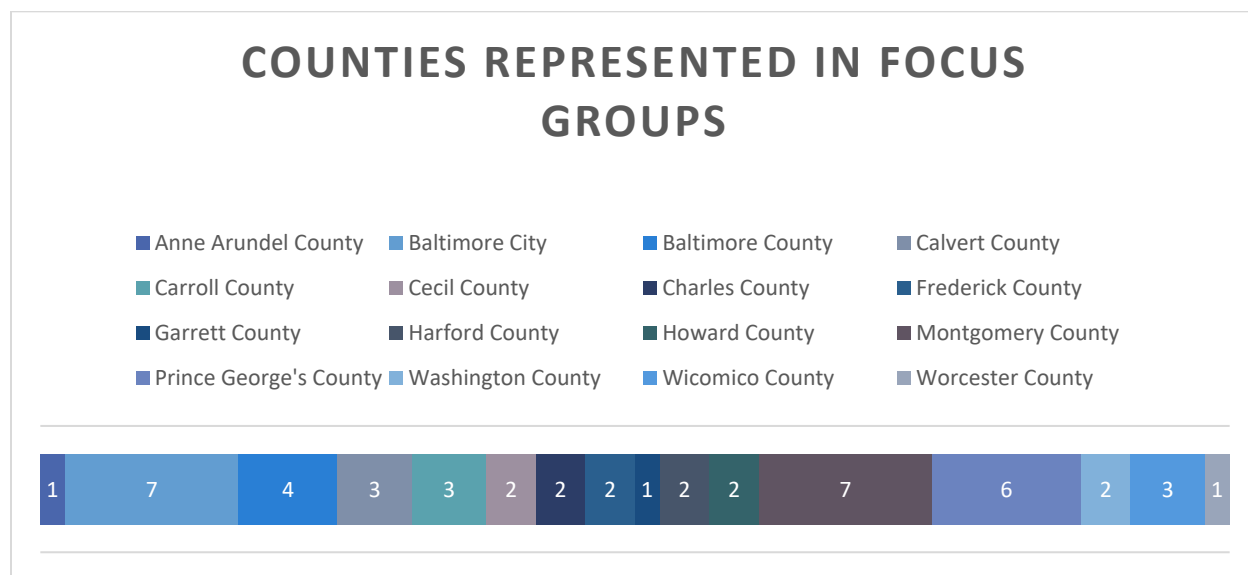 COUNTIES REPRESENTED IN FOCUS
GROUPS
Anne Arundel County Baltimore City Baltimore County Calvert County
Carroll County Cecil County Charles County Frederick County
Garrett County Harford County Howard County Montgomery County
Prince George's County Washington County Wicomico County Worcester County
1 7 4 3 3 2 2 2 1 2 2 7 6 2 3 1